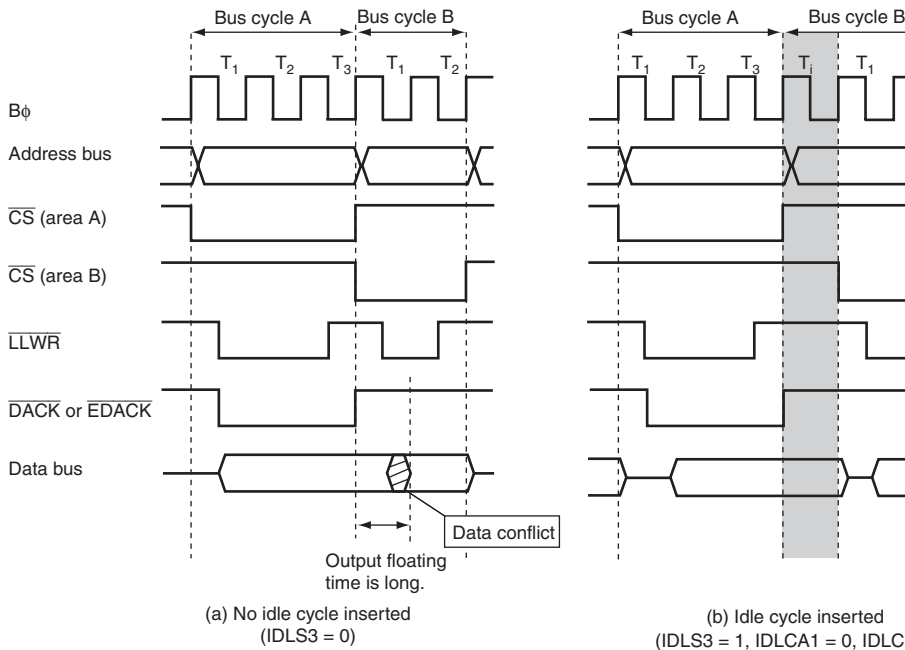 Bus cycle A
Bus cycle B
T1 T2 T3 T1 T2
Bφ
Address bus
CS (area A)
CS (area B)
LLWR
DACK or EDACK
Data bus
Data conflict
Output floating
time is long.
(a) No idle cycle inserted
(IDLS3 = 0)
Bus cycle A
Bus cycle B
T1 T2 T3 Ti T1
(b) Idle cycle inserted
(IDLS3 = 1, IDLCA1 = 0, IDLC